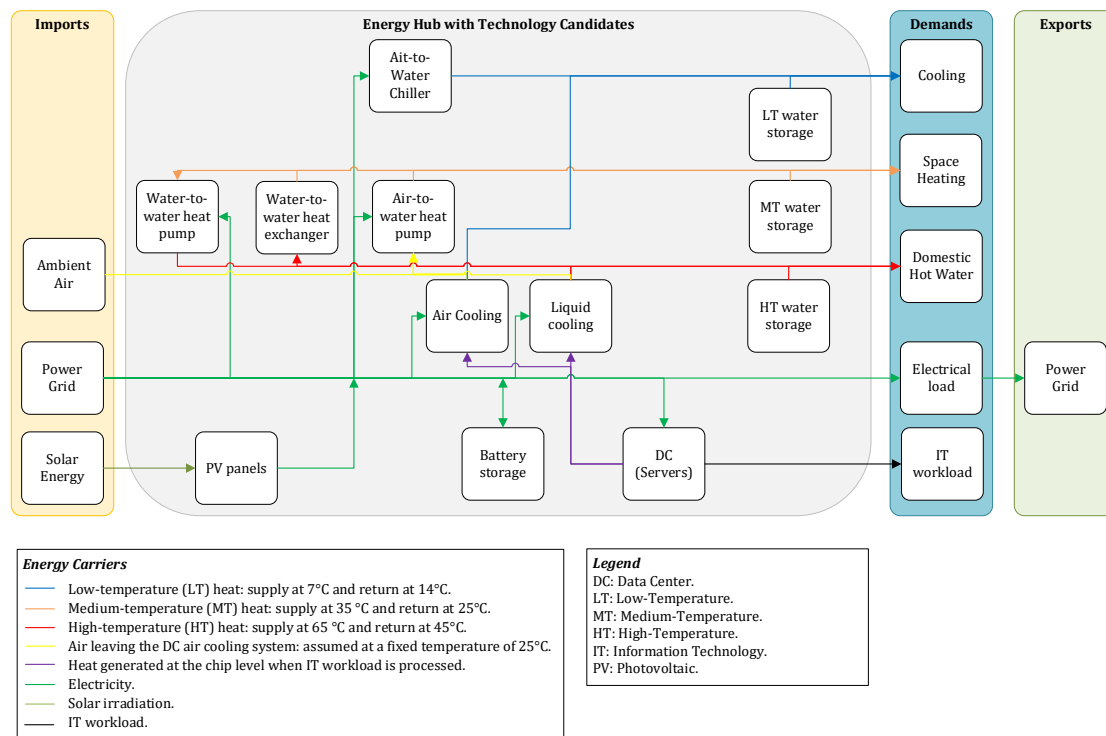 Imports
Energy Hub with Technology Candidates
Demands
Exports
Ait-to-
Water
Chiller
Cooling
LT water
storage
Space
Heating
Water-to-
water heat
pump
Water-to-
water heat
exchanger
Air-to-
water heat
pump
MT water
storage
Ambient
Air
Domestic
Hot Water
Air Cooling
Liquid
cooling
HT water
storage
Power
Grid
Electrical
load
Power
Grid
Solar
Energy
PV panels
Battery
storage
DC
(Servers)
IT
workload
Energy Carriers
Low-temperature (LT) heat: supply at 7°C and return at 14°C.
Medium-temperature (MT) heat: supply at 35 °C and return at 25°C.
High-temperature (HT) heat: supply at 65 °C and return at 45°C.
Air leaving the DC air cooling system: assumed at a fixed temperature of 25°C.
Heat generated at the chip level when IT workload is processed.
Electricity.
Solar irradiation.
IT workload.
Legend
DC: Data Center.
LT: Low-Temperature.
MT: Medium-Temperature.
HT: High-Temperature.
IT: Information Technology.
PV: Photovoltaic.